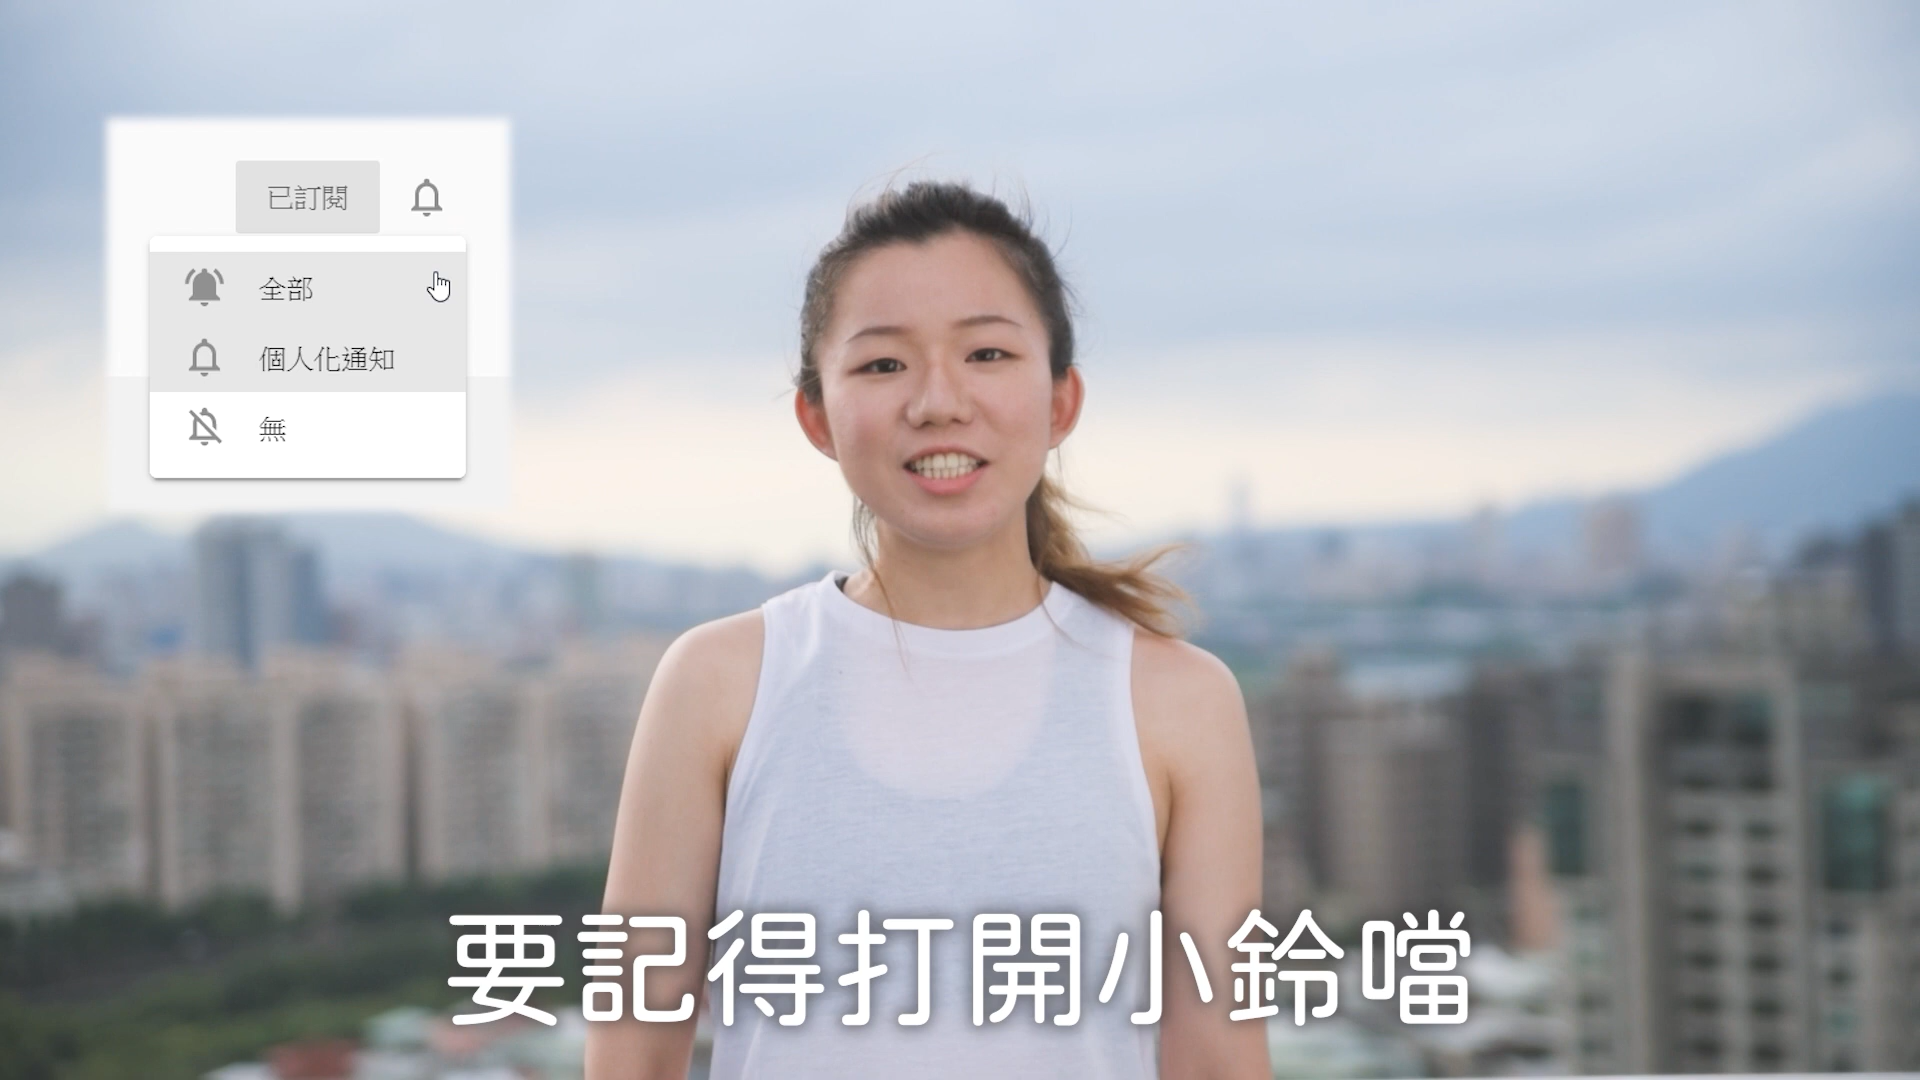 已訂閱
全部
個人化通知
無
要記得打開小鈴噹